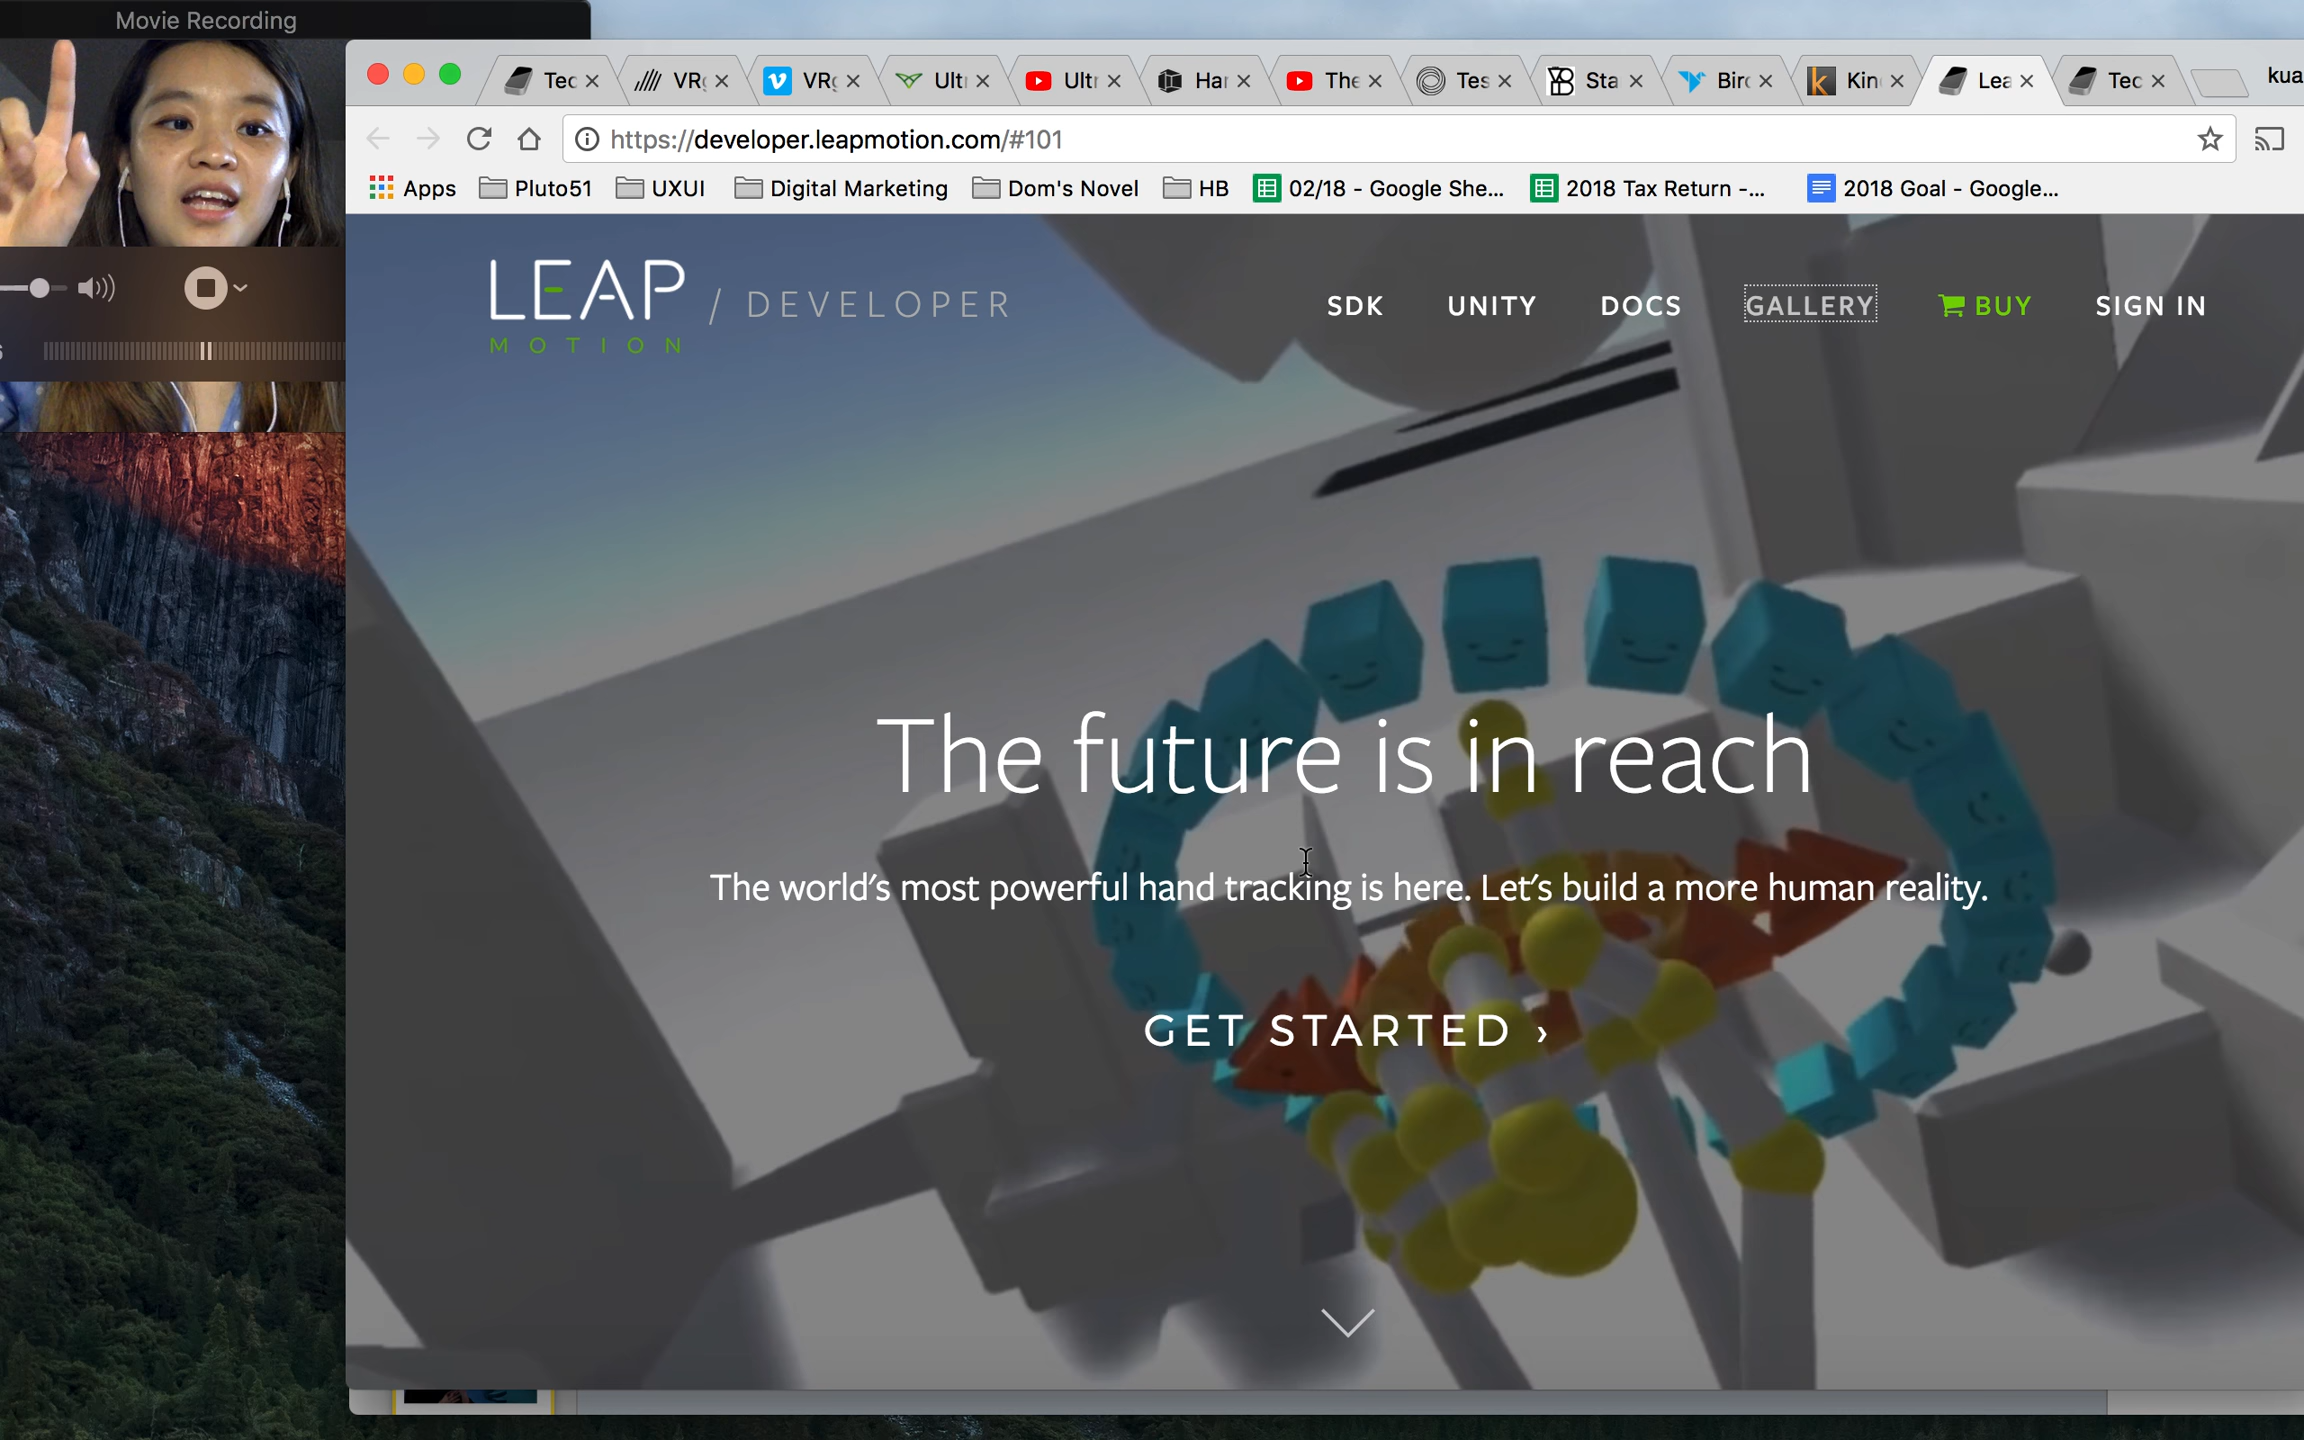 Movie Recording
Tec VR Vimeo VR Ult Ult Har The Tes Sta Bir Kin Lea Tec kua
https://developer.leapmotion.com/#101
Apps Pluto51 UXUI Digital Marketing Dom's Novel HB 02/18 - Google She... 2018 Tax Return -... 2018 Goal - Google...
LEAP MOTION / DEVELOPER
SDK UNITY DOCS GALLERY BUY SIGN IN
The future is in reach
The world's most powerful hand tracking is here. Let's build a more human reality.
GET STARTED ›